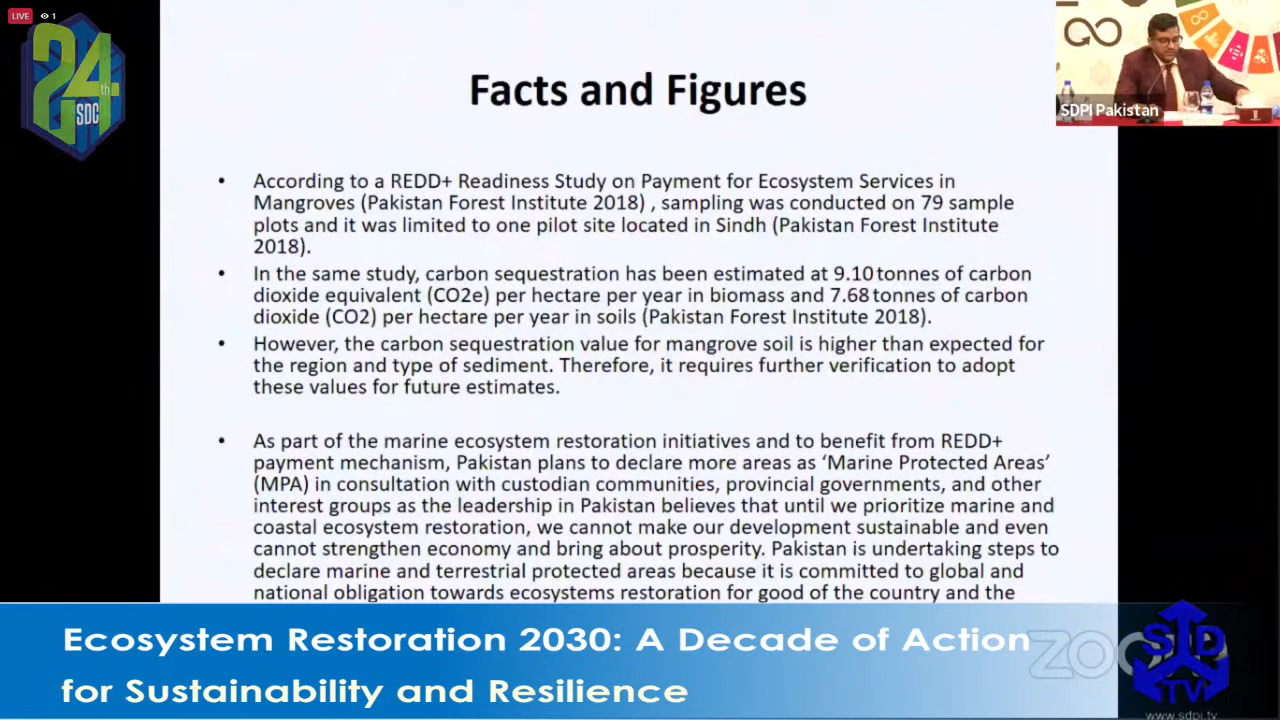 LIVE 1
24th
SDC
Facts and Figures
SDPI Pakistan
• According to a REDD+ Readiness Study on Payment for Ecosystem Services in
Mangroves (Pakistan Forest Institute 2018) , sampling was conducted on 79 sample
plots and it was limited to one pilot site located in Sindh (Pakistan Forest Institute
2018).
• In the same study, carbon sequestration has been estimated at 9.10 tonnes of carbon
dioxide equivalent (CO2e) per hectare per year in biomass and 7.68 tonnes of carbon
dioxide (CO2) per hectare per year in soils (Pakistan Forest Institute 2018).
• However, the carbon sequestration value for mangrove soil is higher than expected for
the region and type of sediment. Therefore, it requires further verification to adopt
these values for future estimates.
• As part of the marine ecosystem restoration initiatives and to benefit from REDD+
payment mechanism, Pakistan plans to declare more areas as ‘Marine Protected Areas’
(MPA) in consultation with custodian communities, provincial governments, and other
interest groups as the leadership in Pakistan believes that until we prioritize marine and
coastal ecosystem restoration, we cannot make our development sustainable and even
cannot strengthen economy and bring about prosperity. Pakistan is undertaking steps to
declare marine and terrestrial protected areas because it is committed to global and
national obligation towards ecosystems restoration for good of the country and the
Ecosystem Restoration 2030: A Decade of Action
for Sustainability and Resilience
zoom
SD
TV
www.sdpi.tv